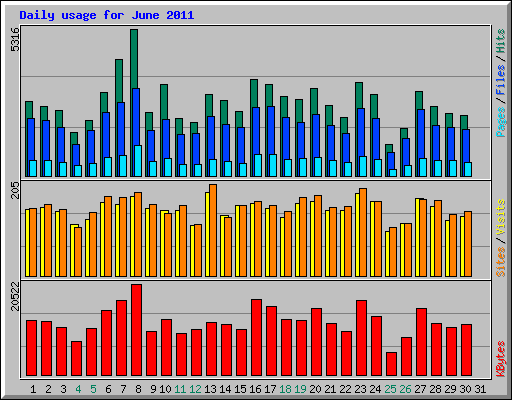 Daily usage for June 2011
5316
Pages / Files / Hits
205
Sites / Visits
20522
KBytes
1 2 3 4 5 6 7 8 9 10 11 12 13 14 15 16 17 18 19 20 21 22 23 24 25 26 27 28 29 30 31